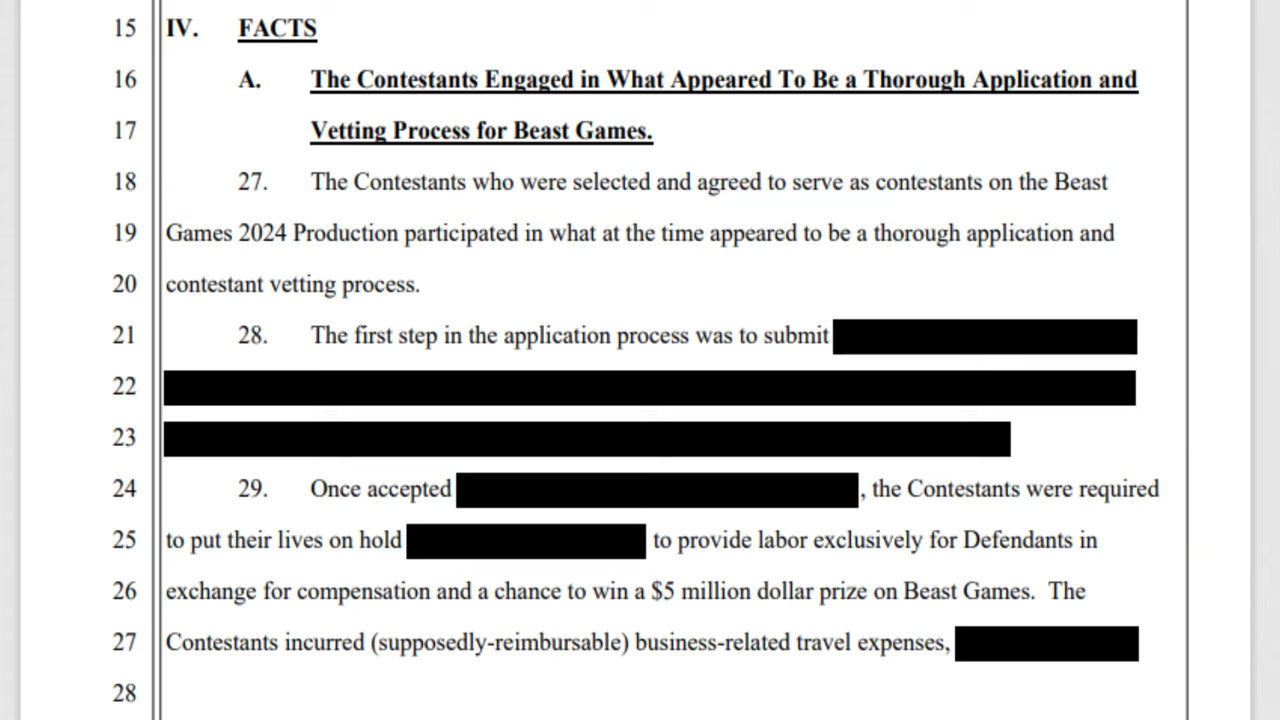 15 IV. FACTS
16 A. The Contestants Engaged in What Appeared To Be a Thorough Application and
17 Vetting Process for Beast Games.
18 27. The Contestants who were selected and agreed to serve as contestants on the Beast
19 Games 2024 Production participated in what at the time appeared to be a thorough application and
20 contestant vetting process.
21 28. The first step in the application process was to submit
22
23
24 29. Once accepted , the Contestants were required
25 to put their lives on hold to provide labor exclusively for Defendants in
26 exchange for compensation and a chance to win a $5 million dollar prize on Beast Games. The
27 Contestants incurred (supposedly-reimbursable) business-related travel expenses,
28